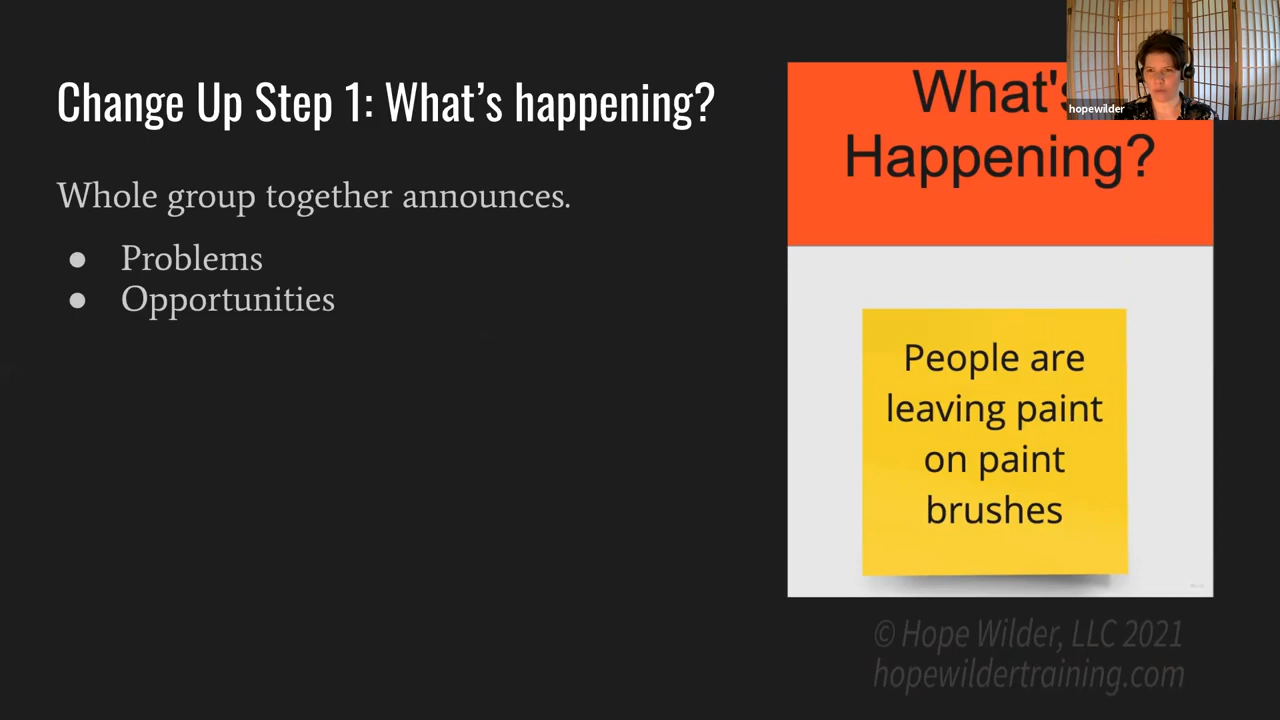 Change Up Step 1: What’s happening?
Whole group together announces.
● Problems
● Opportunities
What's
Happening?
People are
leaving paint
on paint
brushes
hopewilder
© Hope Wilder, LLC 2021
hopewildertraining.com